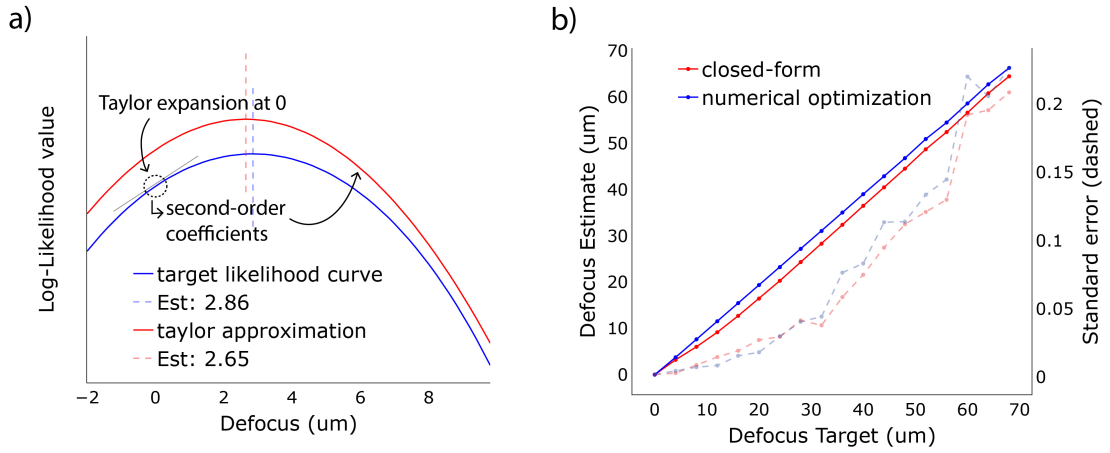 a)
Log-Likelihood value
Taylor expansion at 0
second-order
coefficients
target likelihood curve
Est: 2.86
taylor approximation
Est: 2.65
−2 0 2 4 6 8
Defocus (um)
b)
Defocus Estimate (um)
70
60
50
40
30
20
10
0
closed-form
numerical optimization
0.2
0.15
0.1
0.05
0
Standard error (dashed)
0 10 20 30 40 50 60 70
Defocus Target (um)